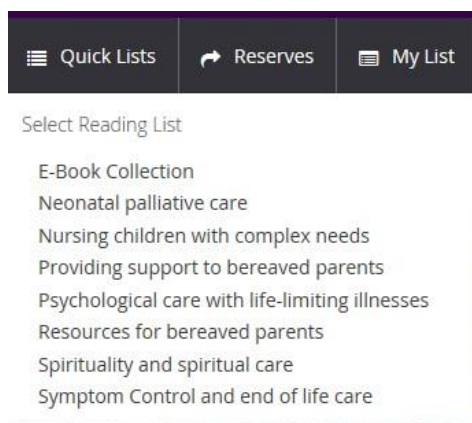 Quick Lists Reserves My List
Select Reading List
E-Book Collection
Neonatal palliative care
Nursing children with complex needs
Providing support to bereaved parents
Psychological care with life-limiting illnesses
Resources for bereaved parents
Spirituality and spiritual care
Symptom Control and end of life care